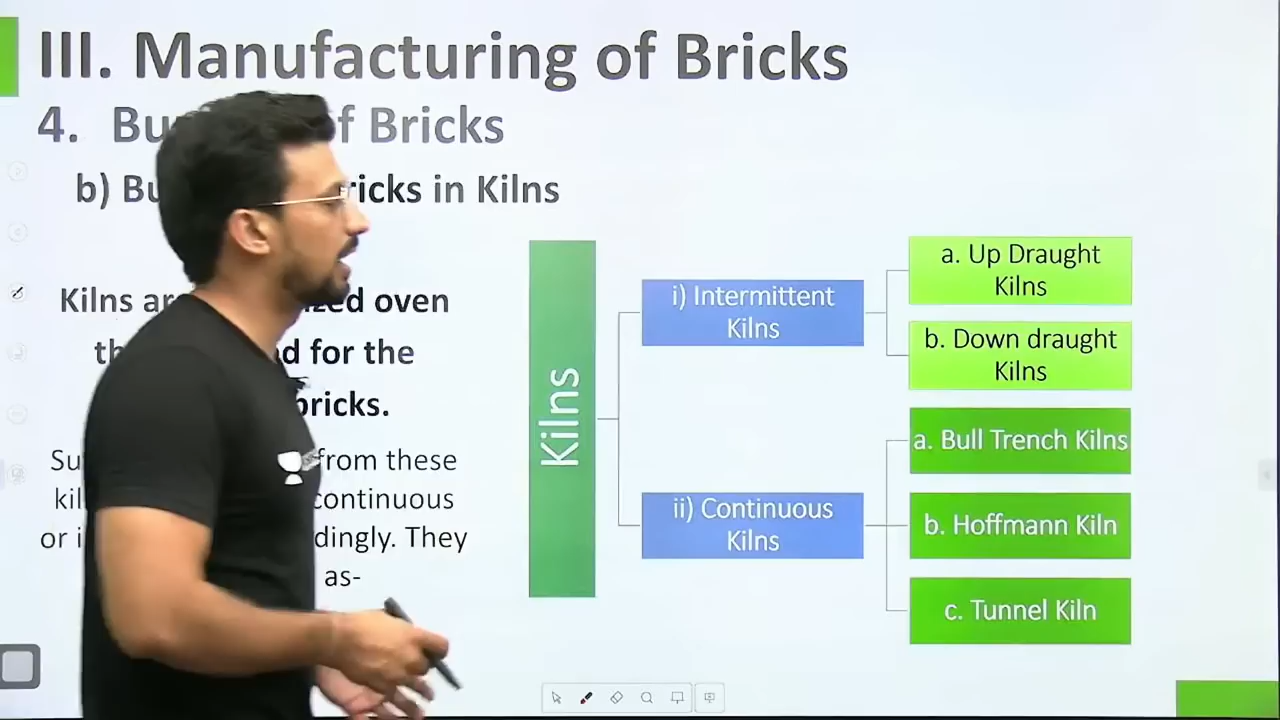 III. Manufacturing of Bricks
4. Bu f Bricks
b) Bu ricks in Kilns
Kilns ar ized oven
th d for the
bricks.
Su from these
kil continuous
or i dingly. They
as-
Kilns
i) Intermittent
Kilns
a. Up Draught
Kilns
b. Down draught
Kilns
ii) Continuous
Kilns
a. Bull Trench Kilns
b. Hoffmann Kiln
c. Tunnel Kiln